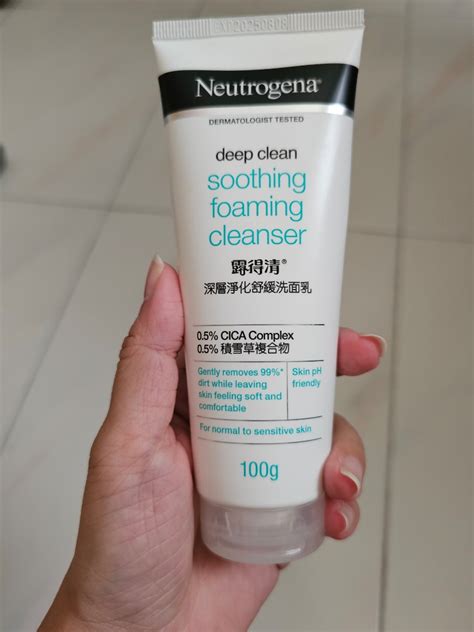 20250808
Neutrogena®
DERMATOLOGIST TESTED
deep clean
soothing
foaming
cleanser
露得清®
深層淨化舒緩洗面乳
0.5% CICA Complex
0.5% 積雪草複合物
Gently removes 99%*
dirt while leaving
skin feeling soft and
comfortable
Skin pH
friendly
For normal to sensitive skin
100g